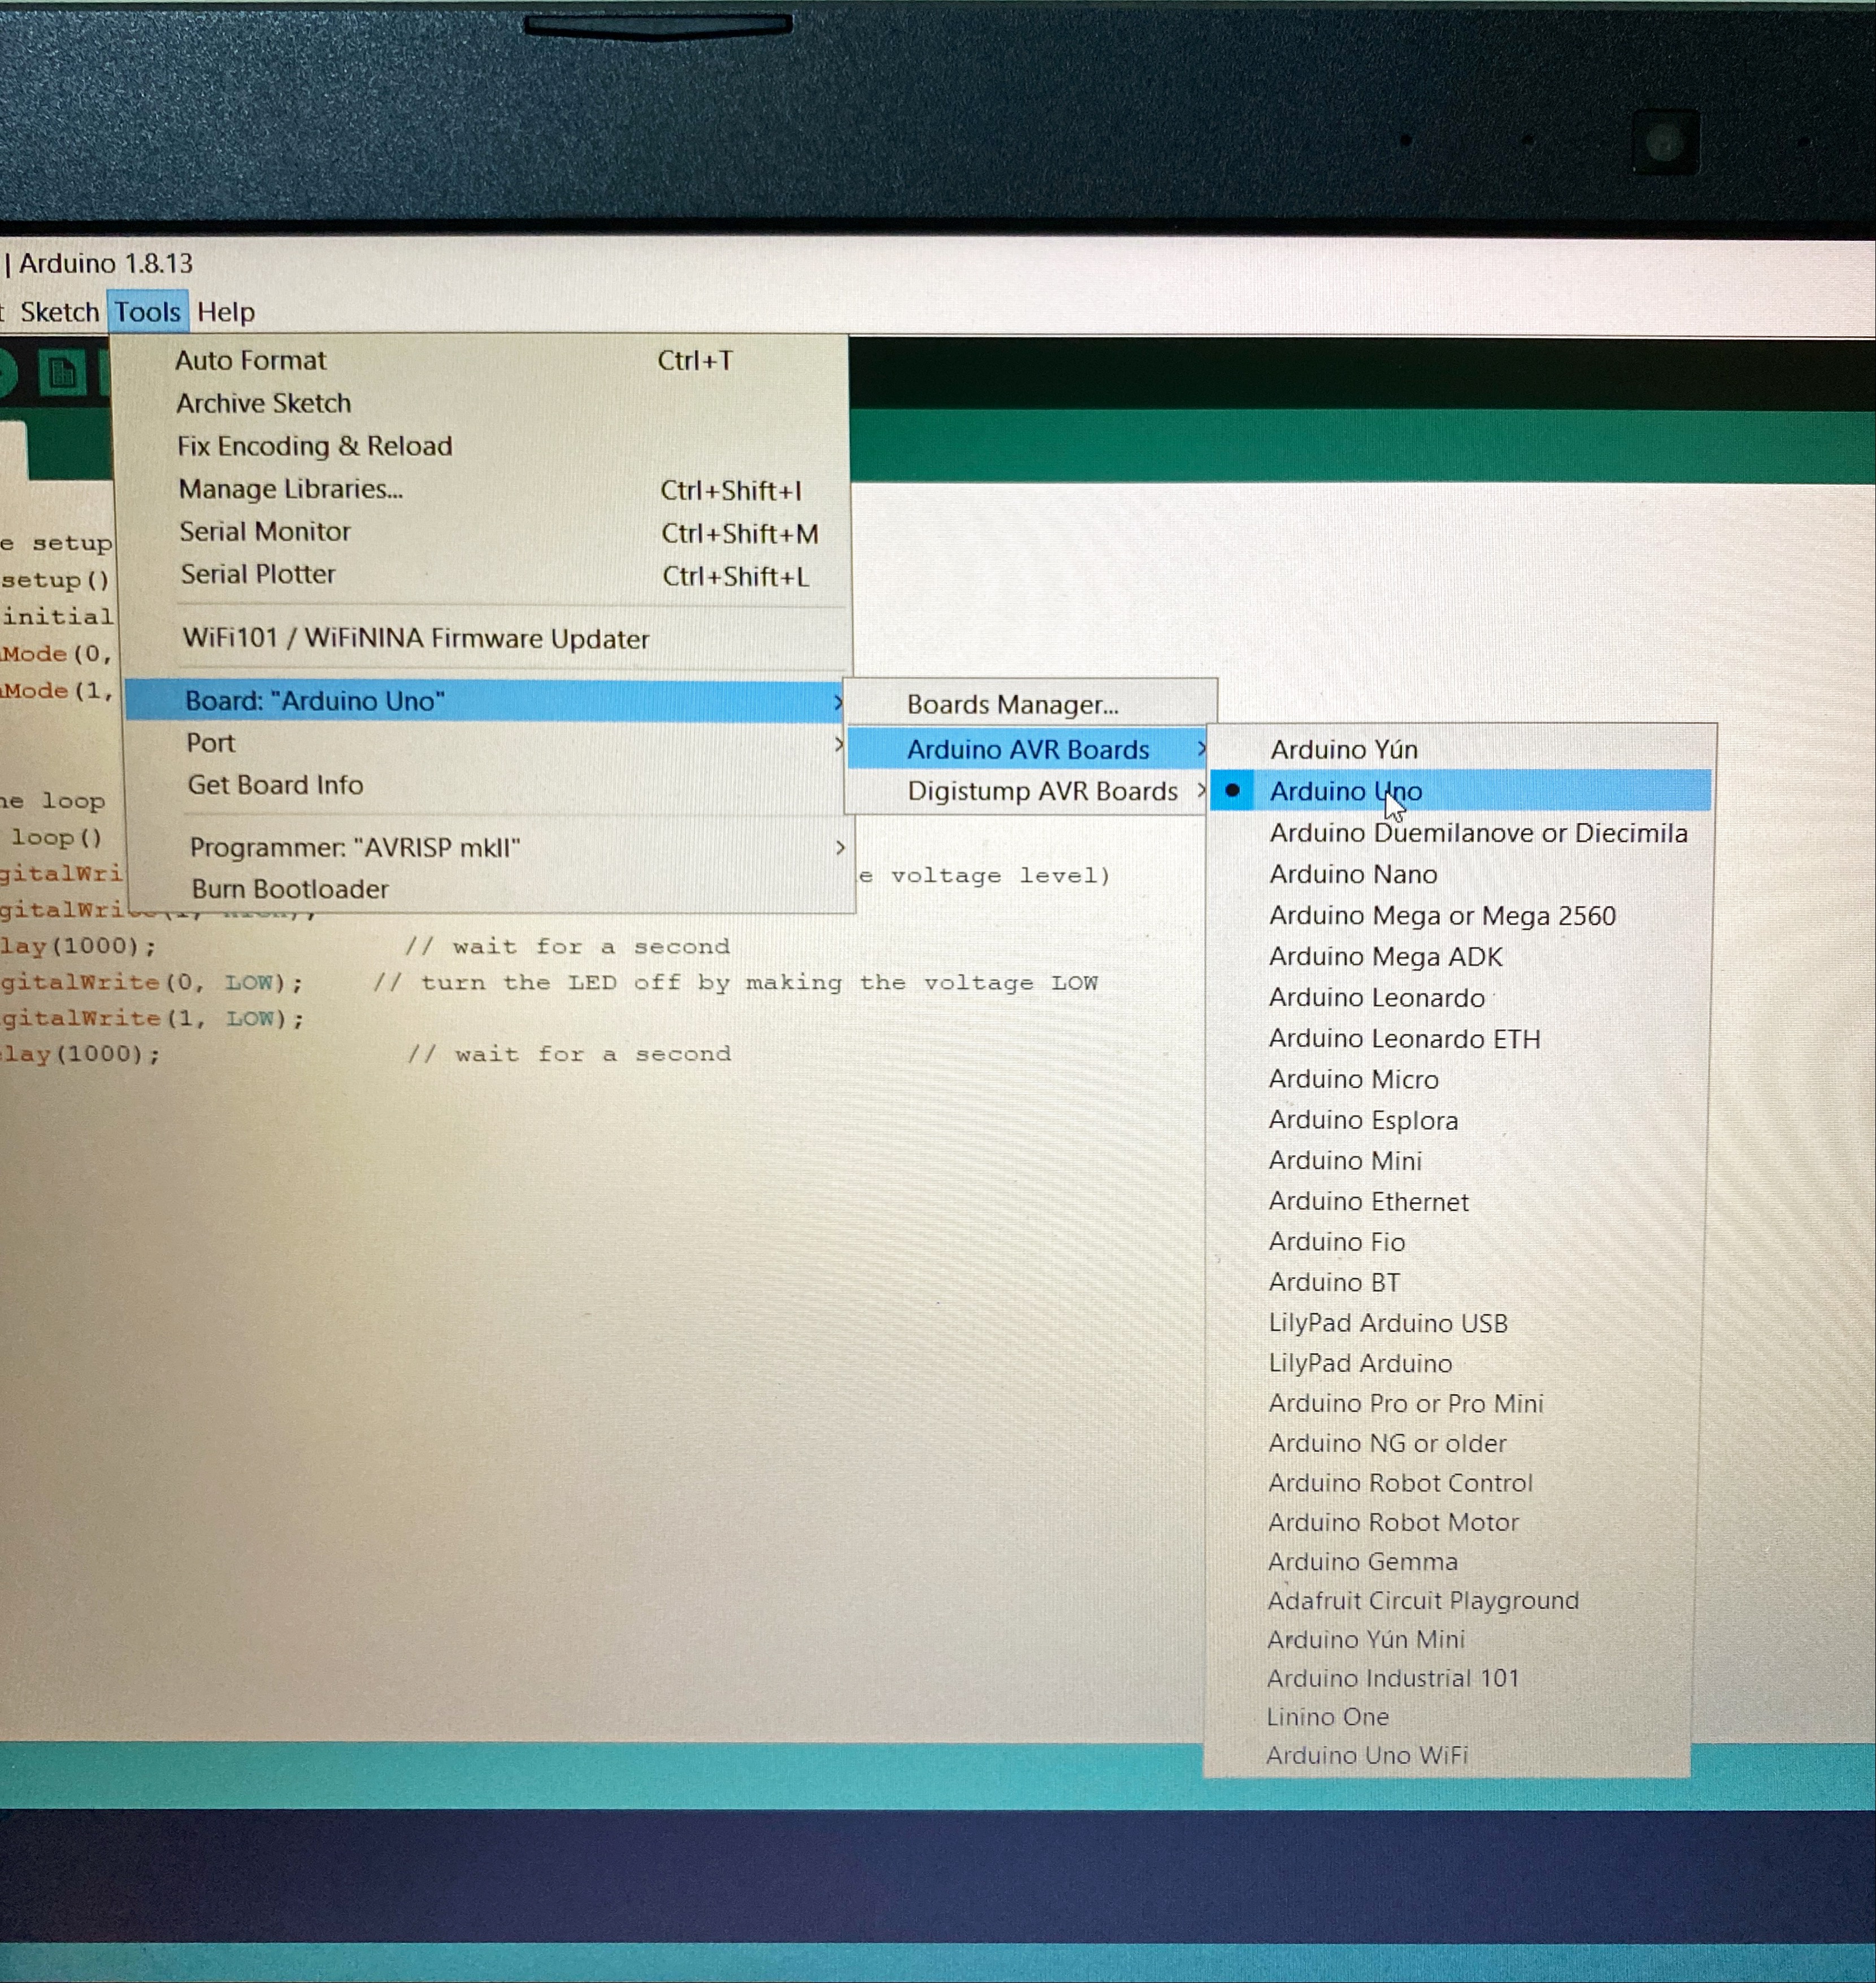 | Arduino 1.8.13
Sketch Tools Help
Auto Format Ctrl+T
Archive Sketch
Fix Encoding & Reload
Manage Libraries... Ctrl+Shift+I
Serial Monitor Ctrl+Shift+M
Serial Plotter Ctrl+Shift+L
WiFi101 / WiFiNINA Firmware Updater
Board: "Arduino Uno"
Port
Get Board Info
Programmer: "AVRISP mkII"
Burn Bootloader
Boards Manager...
Arduino AVR Boards
Digistump AVR Boards
Arduino Yún
Arduino Uno
Arduino Duemilanove or Diecimila
Arduino Nano
Arduino Mega or Mega 2560
Arduino Mega ADK
Arduino Leonardo
Arduino Leonardo ETH
Arduino Micro
Arduino Esplora
Arduino Mini
Arduino Ethernet
Arduino Fio
Arduino BT
LilyPad Arduino USB
LilyPad Arduino
Arduino Pro or Pro Mini
Arduino NG or older
Arduino Robot Control
Arduino Robot Motor
Arduino Gemma
Adafruit Circuit Playground
Arduino Yún Mini
Arduino Industrial 101
Linino One
Arduino Uno WiFi
e setup
setup()
initial
Mode(0,
Mode(1,
he loop
loop()
gitalWri e voltage level)
gitalWri
lay(1000); // wait for a second
gitalWrite(0, LOW); // turn the LED off by making the voltage LOW
gitalWrite(1, LOW);
lay(1000); // wait for a second